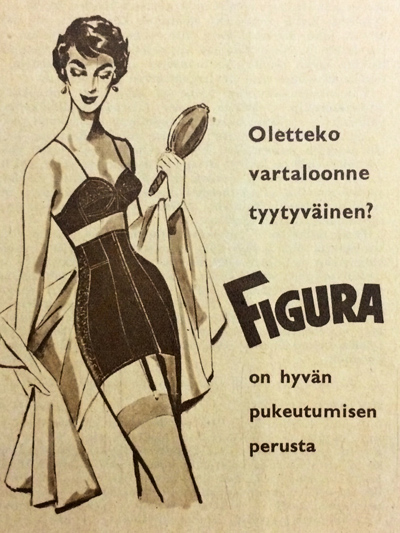 Oletteko
vartaloonne
tyytyväinen?
FIGURA
on hyvän
pukeutumisen
perusta